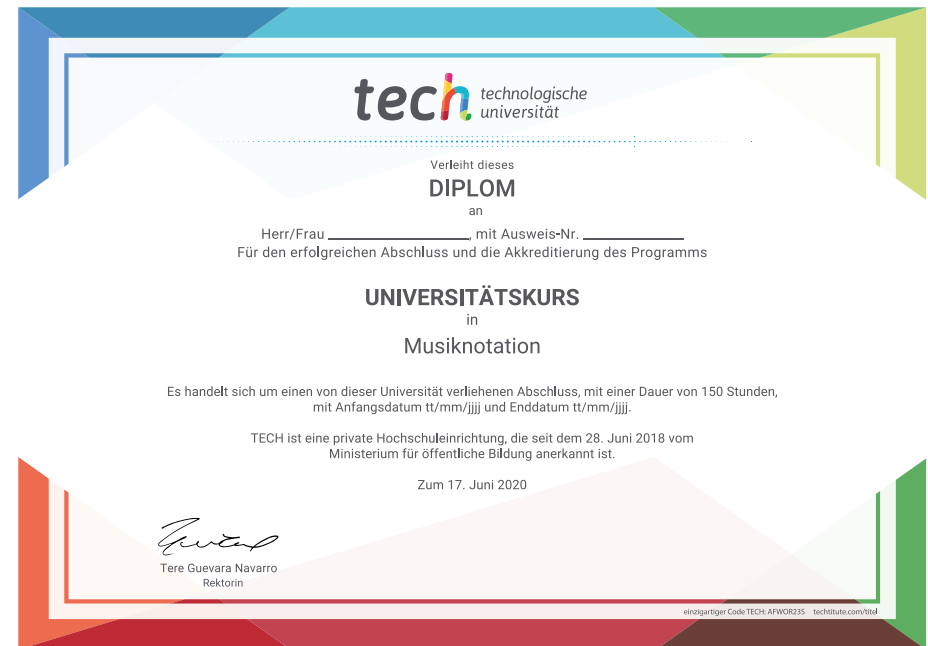 tech technologische
universität
Verleiht dieses
DIPLOM
an
Herr/Frau ______________, mit Ausweis-Nr. __________
Für den erfolgreichen Abschluss und die Akkreditierung des Programms
UNIVERSITÄTSKURS
in
Musiknotation
Es handelt sich um einen von dieser Universität verliehenen Abschluss, mit einer Dauer von 150 Stunden,
mit Anfangsdatum tt/mm/jjjj und Enddatum tt/mm/jjjj.
TECH ist eine private Hochschuleinrichtung, die seit dem 28. Juni 2018 vom
Ministerium für öffentliche Bildung anerkannt ist.
Zum 17. Juni 2020
Tere Guevara Navarro
Rektorin
einzigartiger Code TECH: AFWOR23S techtitute.com/titel